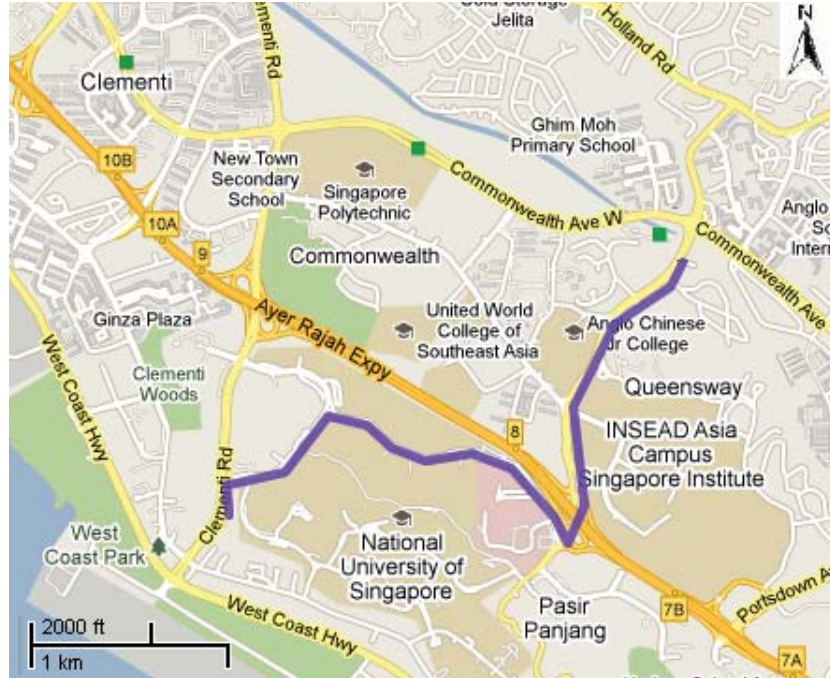 Jelita
N
Holland Rd
Clementi Rd
Clementi
Ghim Moh
Primary School
10B
New Town
Secondary
School
Singapore
Polytechnic
Commonwealth Ave W
10A
Anglo
Commonwealth Ave
9
Commonwealth
Ginza Plaza
Ayer Rajah Expy
United World
College of
Southeast Asia
Anglo Chinese
Jr College
West Coast Hwy
Clementi
Woods
Queensway
8
INSEAD Asia
Campus
Singapore Institute
Clementi Rd
West
Coast Park
National
University of
Singapore
West Coast Hwy
Pasir
Panjang
7B
Portsdown
7A
2000 ft
1 km